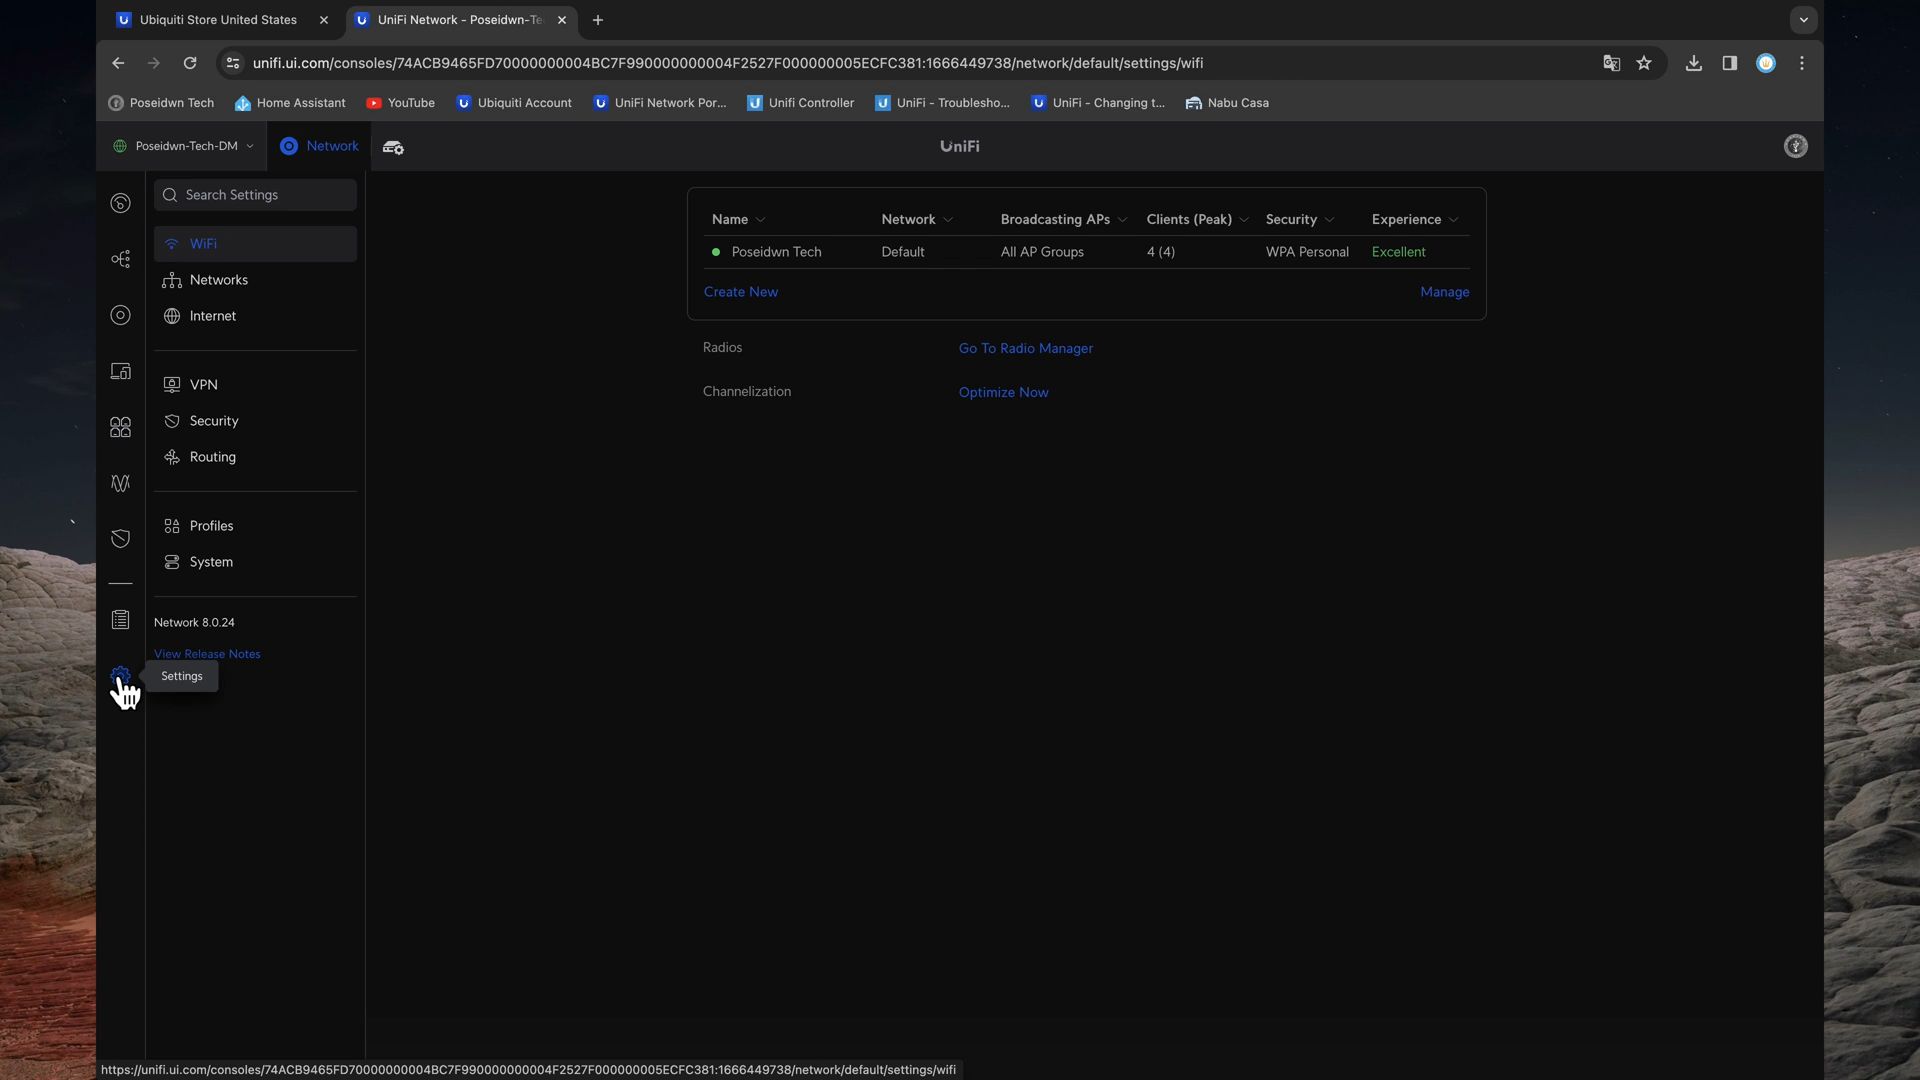 Ubiquiti Store United States
UniFi Network - Poseidwn-Te
unifi.ui.com/consoles/74ACB9465FD70000000004BC7F990000000004F2527F000000005ECFC381:1666449738/network/default/settings/wifi
Poseidwn Tech
Home Assistant
YouTube
Ubiquiti Account
UniFi Network Por...
Unifi Controller
UniFi - Troublesho...
UniFi - Changing t...
Nabu Casa
Poseidwn-Tech-DM
Network
UniFi
Search Settings
WiFi
Networks
Internet
VPN
Security
Routing
Profiles
System
Network 8.0.24
View Release Notes
Settings
Name Network Broadcasting APs Clients (Peak) Security Experience
Poseidwn Tech Default All AP Groups 4 (4) WPA Personal Excellent
Create New Manage
Radios Go To Radio Manager
Channelization Optimize Now
https://unifi.ui.com/consoles/74ACB9465FD70000000004BC7F990000000004F2527F000000005ECFC381:1666449738/network/default/settings/wifi